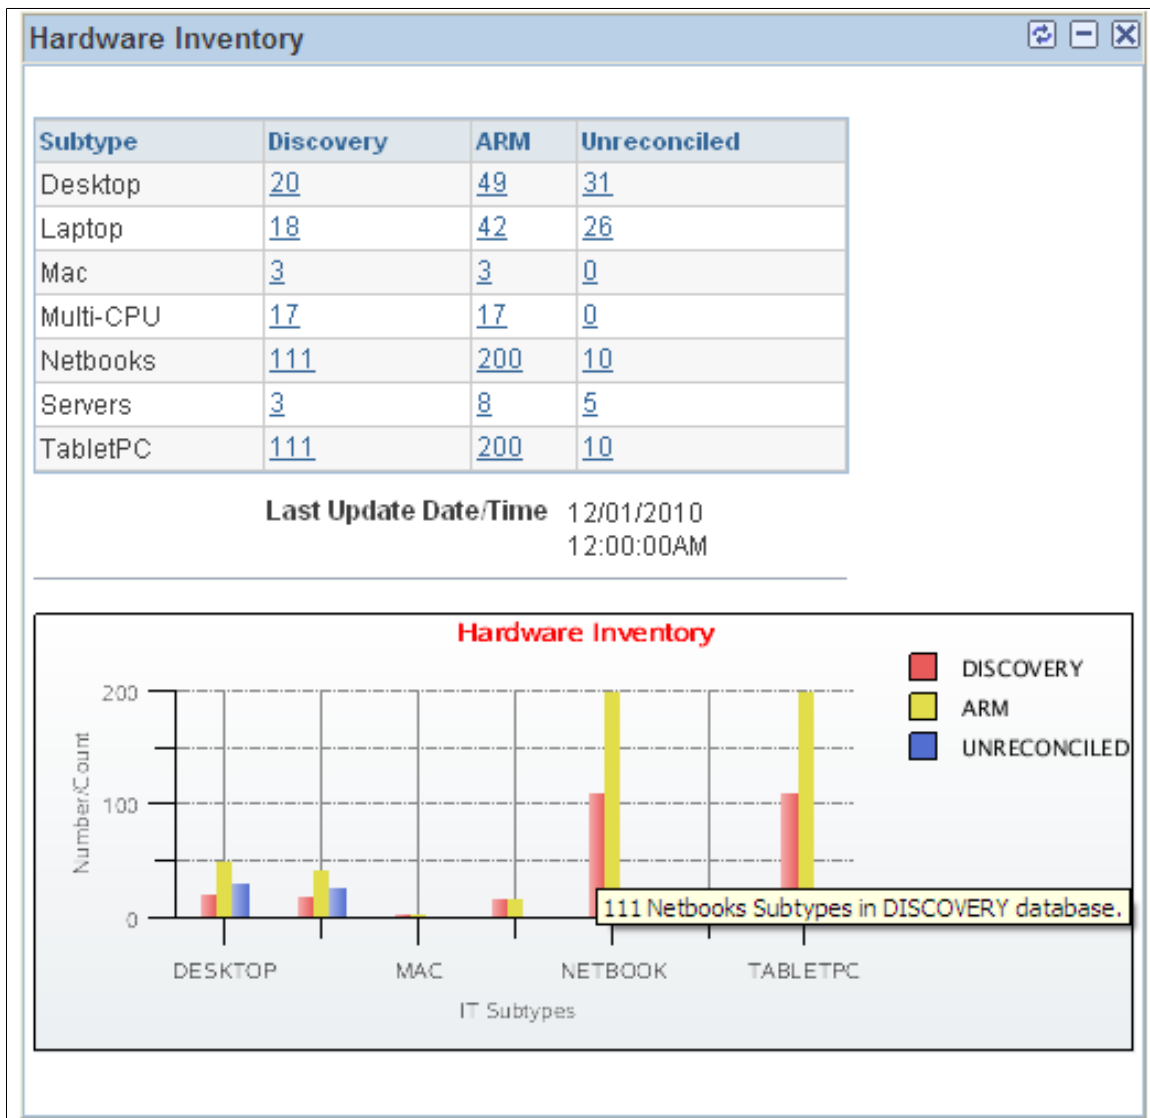 Hardware Inventory
Subtype Discovery ARM Unreconciled
Desktop 20 49 31
Laptop 18 42 26
Mac 3 3 0
Multi-CPU 17 17 0
Netbooks 111 200 10
Servers 3 8 5
TabletPC 111 200 10
Last Update Date/Time 12/01/2010
12:00:00AM
Hardware Inventory
DISCOVERY
ARM
UNRECONCILED
Number/Count
200
100
0
111 Netbooks Subtypes in DISCOVERY database.
DESKTOP MAC NETBOOK TABLETPC
IT Subtypes